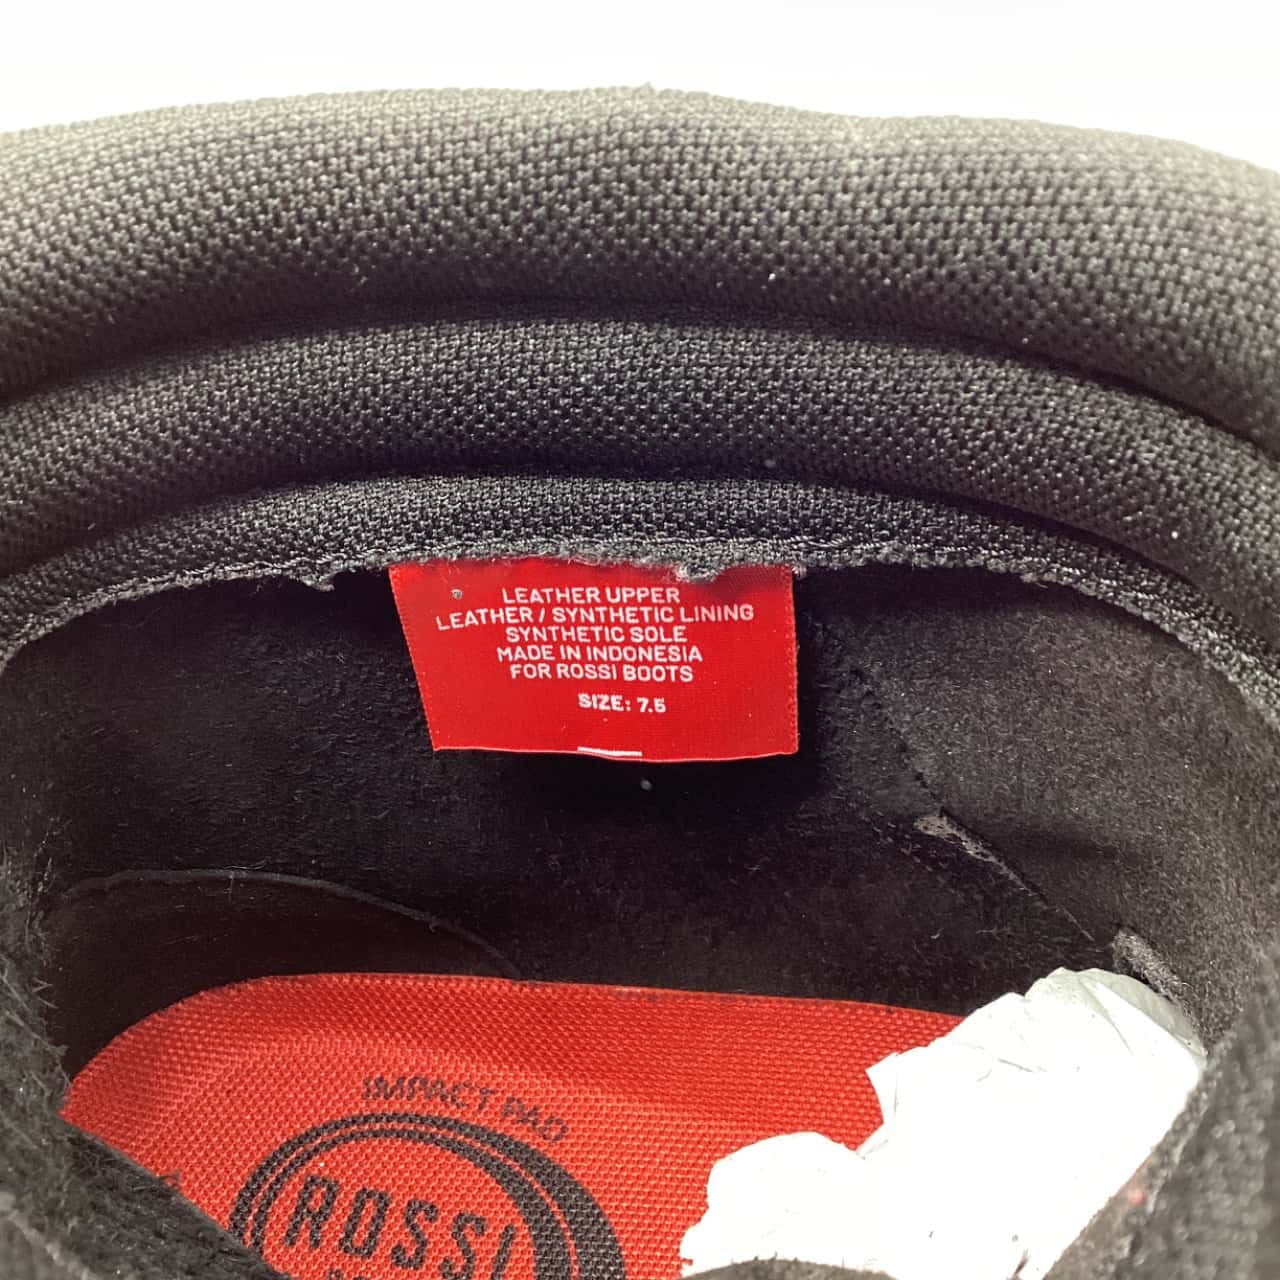 LEATHER UPPER
LEATHER / SYNTHETIC LINING
SYNTHETIC SOLE
MADE IN INDONESIA
FOR ROSSI BOOTS
SIZE: 7.5
IMPACT PAD
ROSSI